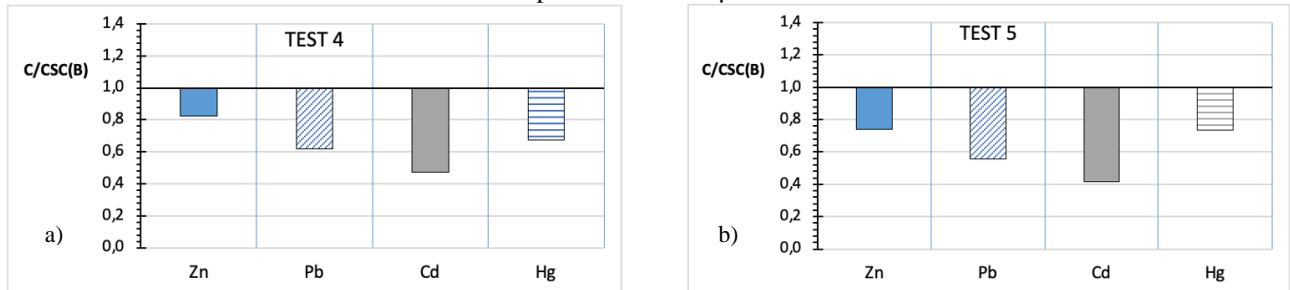 TEST 4
C/CSC(B)
1,4
1,2
1,0
0,8
0,6
0,4
0,2
0,0
Zn Pb Cd Hg
a)
TEST 5
C/CSC(B)
1,4
1,2
1,0
0,8
0,6
0,4
0,2
0,0
Zn Pb Cd Hg
b)